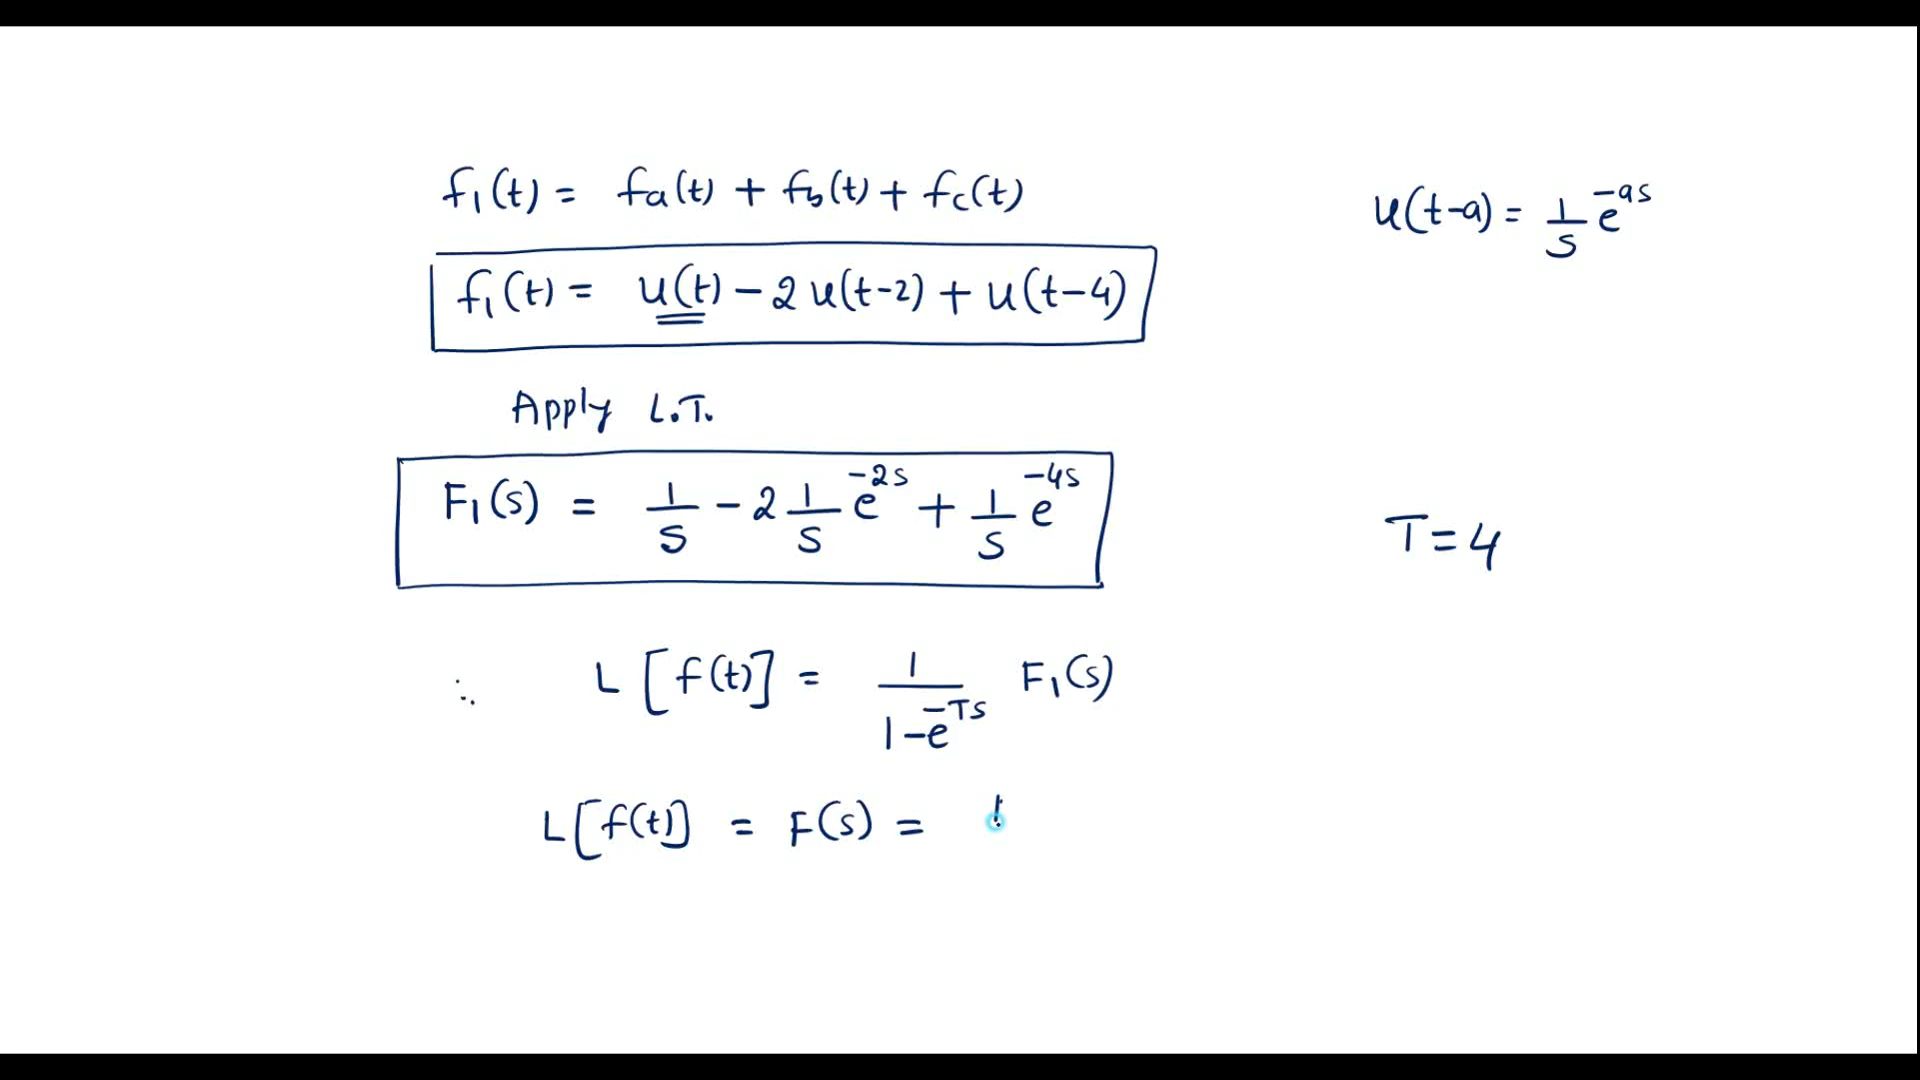 f₁(t) = fa(t) + fb(t) + fc(t)
u(t-a) = 1/s e^-as
f₁(t) = u(t) - 2u(t-2) + u(t-4)
Apply L.T.
F₁(s) = 1/s - 2 1/s e^-2s + 1/s e^-4s
T=4
∴ L[f(t)] = 1/(1-e^-Ts) F₁(s)
L[f(t)] = F(s) =